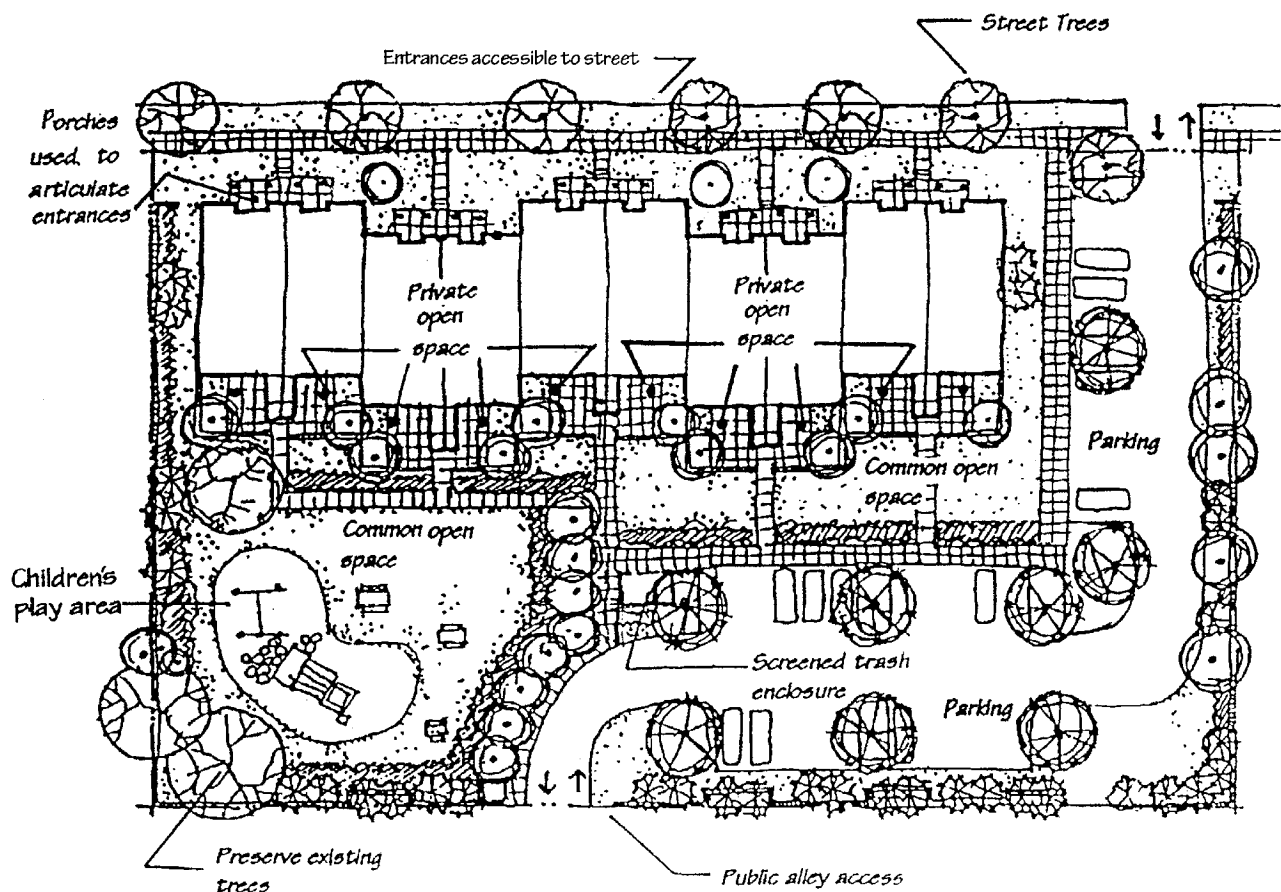 Street Trees
Entrances accessible to street
Porches
used, to
articulate
entrances
Private
open
space
Private
open
space
Parking
Common open
space
Common open
space
Children's
play area
Screened trash
enclosure
Parking
Preserve existing
trees
Public alley access